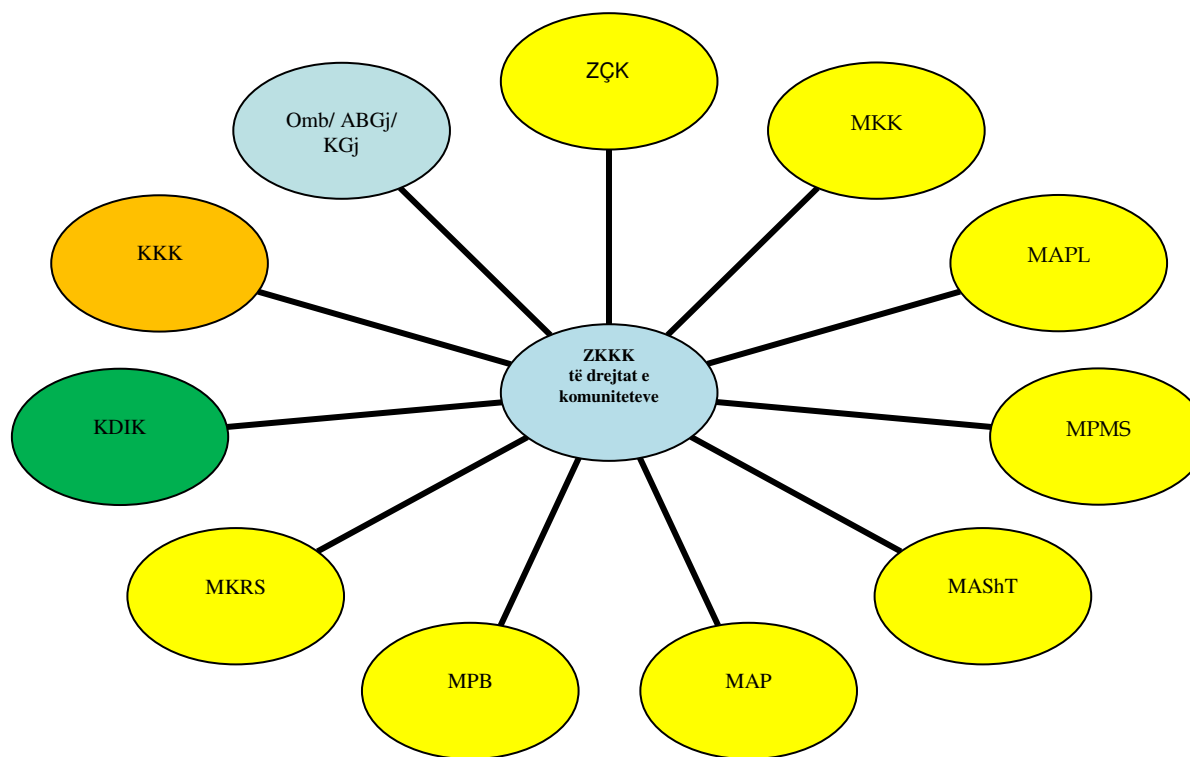 ZÇK
Omb/ ABGj/
KGj
MKK
KKK
MAPL
ZKKK
të drejtat e
komuniteteve
KDIK
MPMS
MKRS
MAShT
MPB
MAP